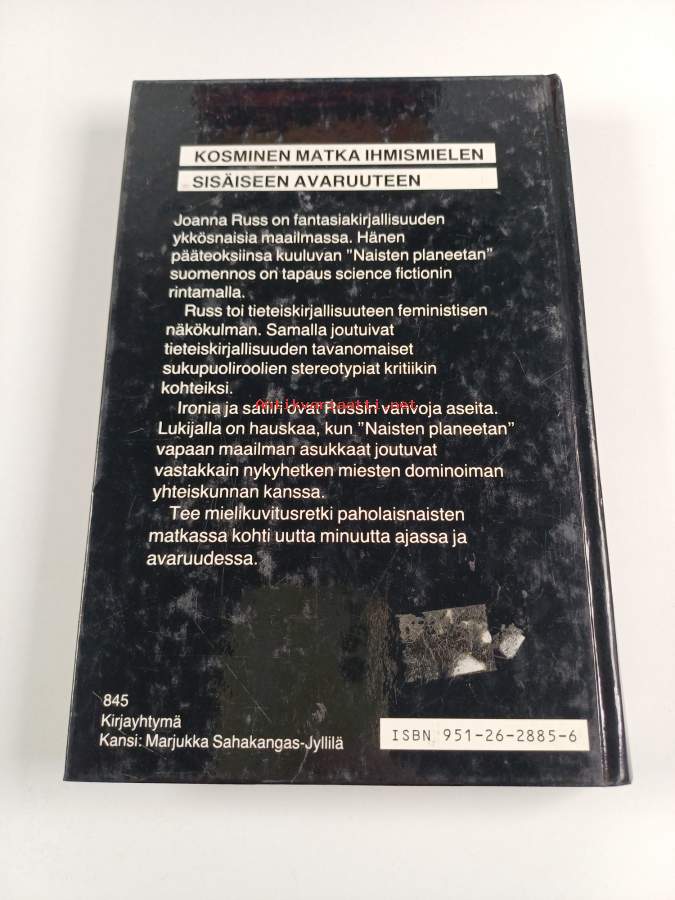 KOSMINEN MATKA IHMISMIELEN
SISÄISEEN AVARUUTEEN
Joanna Russ on fantasiakirjallisuuden
ykkösnaisia maailmassa. Hänen
pääteoksiinsa kuuluvan "Naisten planeetan"
suomennos on tapaus science fictionin
rintamalla.
Russ toi tieteiskirjallisuuteen feministisen
näkökulman. Samalla joutuivat
tieteiskirjallisuuden tavanomaiset
sukupuoliroolien stereotypiat kritiikin
kohteiksi.
Ironia ja satiiri ovat Russin vahvoja aseita.
Antikvariaatti.net
Lukijalla on hauskaa, kun "Naisten planeetan"
vapaan maailman asukkaat joutuvat
vastakkain nykyhetken miesten dominoiman
yhteiskunnan kanssa.
Tee mielikuvitusretki paholaisnaisten
matkassa kohti uutta minuutta ajassa ja
avaruudessa.
845
Kirjayhtymä
Kansi: Marjukka Sahakangas-Jyllilä
ISBN 951-26-2885-6